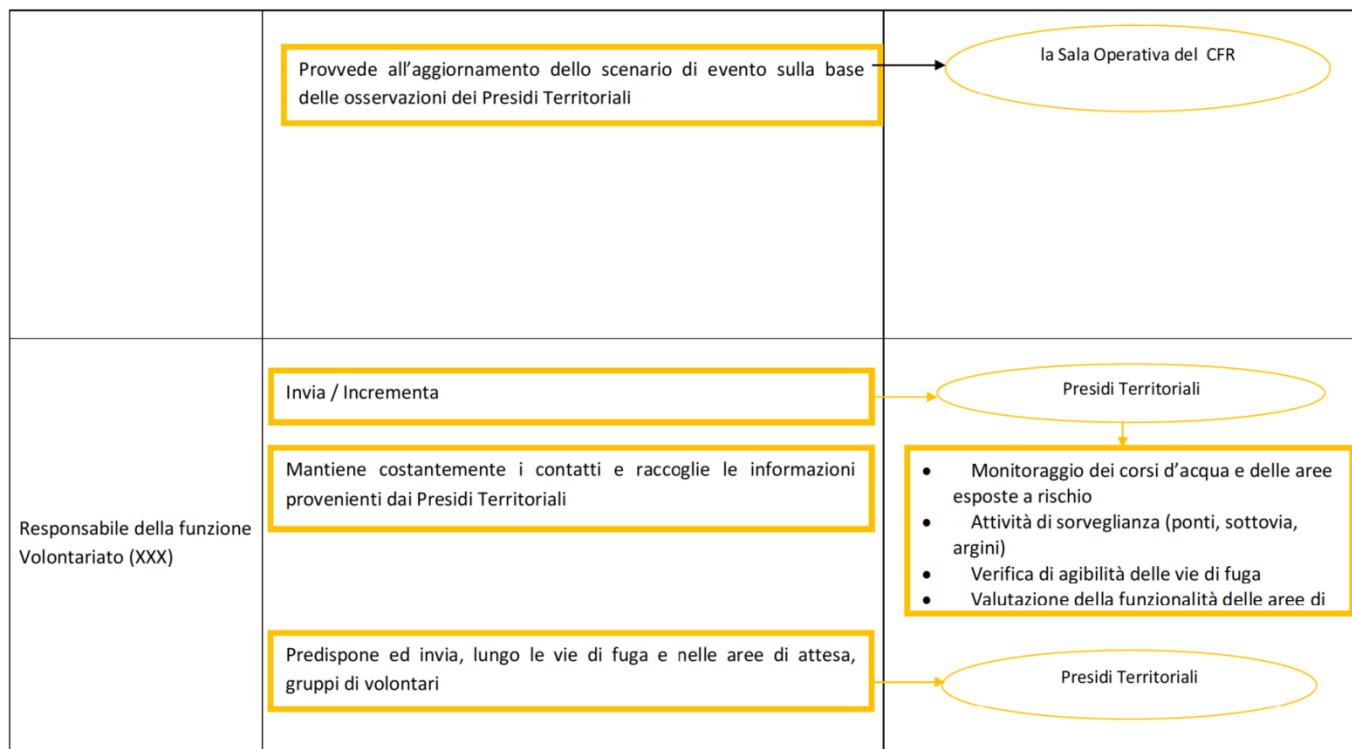 Provvede all'aggiornamento dello scenario di evento sulla base
delle osservazioni dei Presidi Territoriali
la Sala Operativa del CFR
Responsabile della funzione
Volontariato (XXX)
Invia / Incrementa
Presidi Territoriali
Mantiene costantemente i contatti e raccoglie le informazioni
provenienti dai Presidi Territoriali
• Monitoraggio dei corsi d'acqua e delle aree
esposte a rischio
• Attività di sorveglianza (ponti, sottovia,
argini)
• Verifica di agibilità delle vie di fuga
• Valutazione della funzionalità delle aree di
Predispone ed invia, lungo le vie di fuga e nelle aree di attesa,
gruppi di volontari
Presidi Territoriali